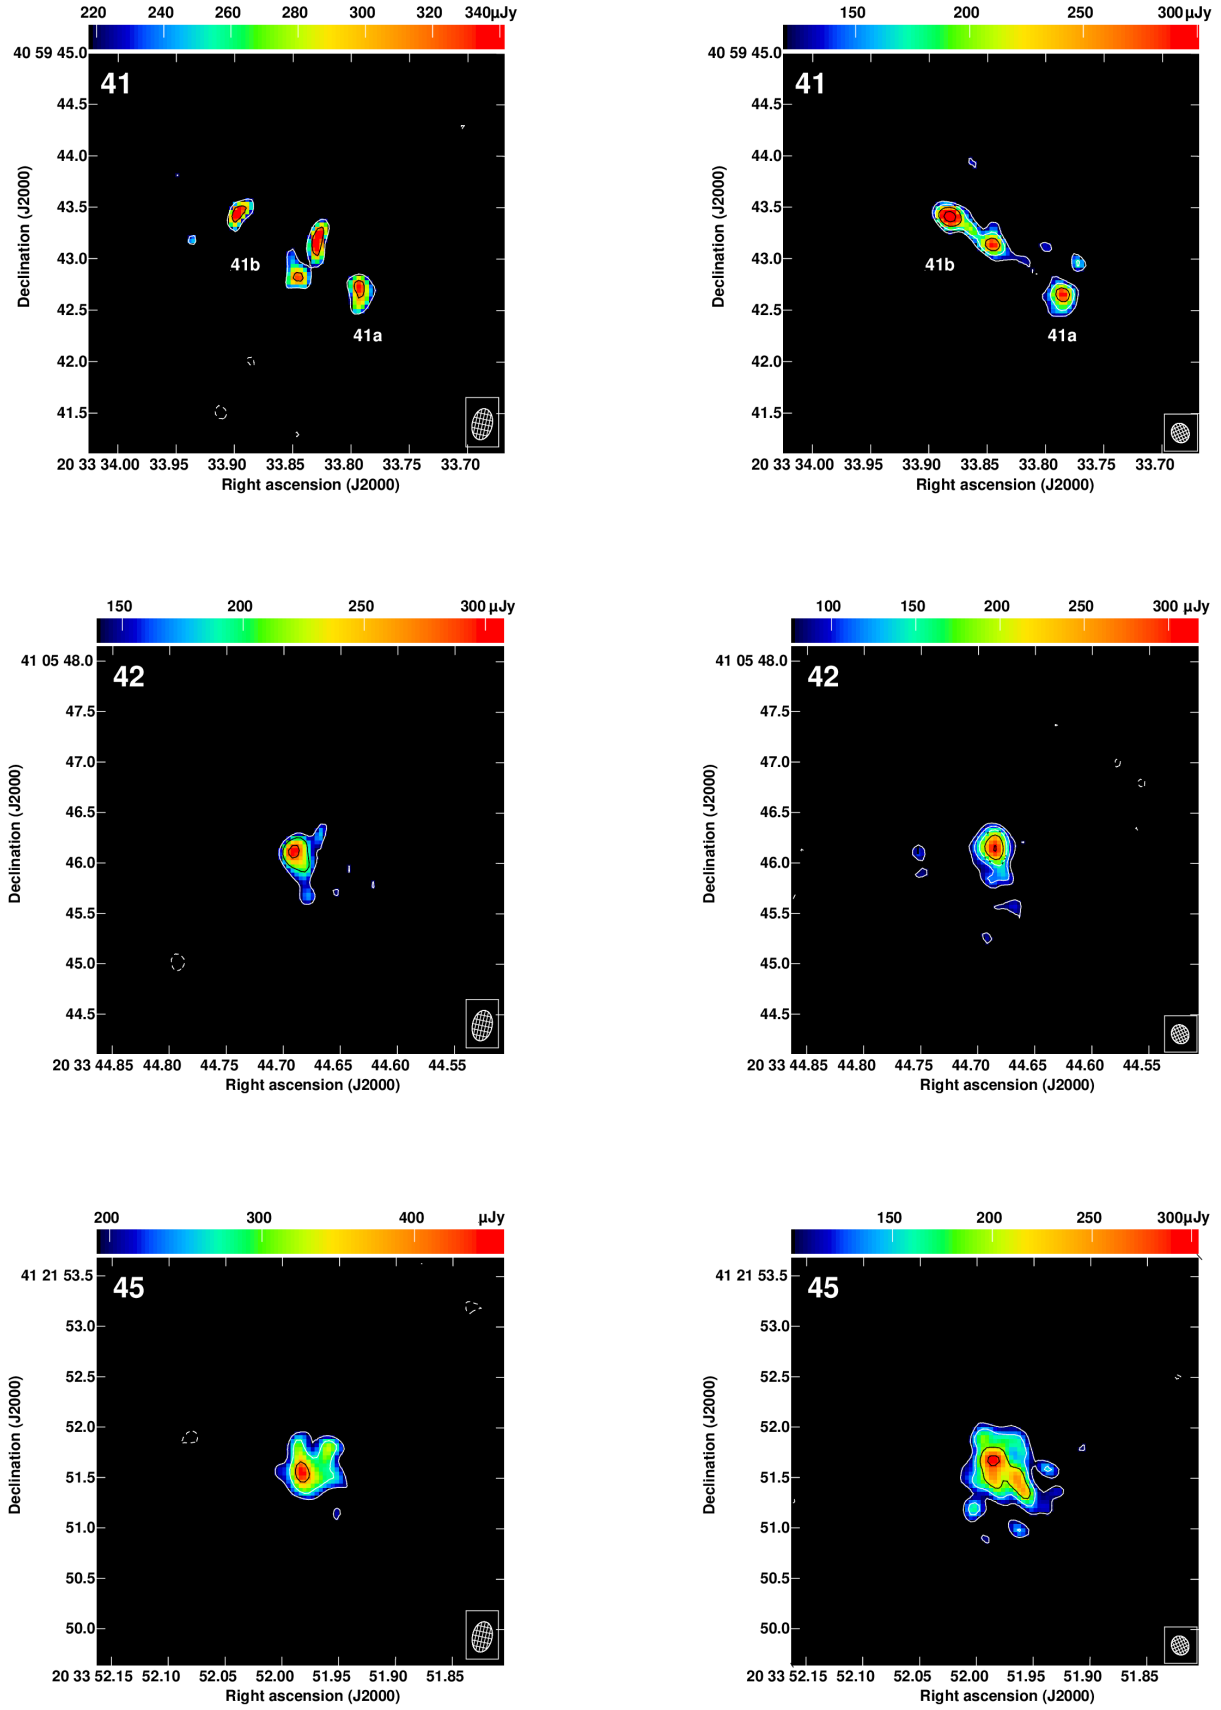 220 240 260 280 300 320 340µJy
40 59 45.0
41
44.5
44.0
43.5
43.0
42.5
42.0
41.5
41b
41a
20 33 34.00 33.95 33.90 33.85 33.80 33.75 33.70
Right ascension (J2000)
Declination (J2000)
150 200 250 300µJy
40 59 45.0
41
44.5
44.0
43.5
43.0
42.5
42.0
41.5
41b
41a
20 33 34.00 33.95 33.90 33.85 33.80 33.75 33.70
Right ascension (J2000)
Declination (J2000)
150 200 250 300 µJy
41 05 48.0
42
47.5
47.0
46.5
46.0
45.5
45.0
44.5
20 33 44.85 44.80 44.75 44.70 44.65 44.60 44.55
Right ascension (J2000)
Declination (J2000)
100 150 200 250 300 µJy
41 05 48.0
42
47.5
47.0
46.5
46.0
45.5
45.0
44.5
20 33 44.85 44.80 44.75 44.70 44.65 44.60 44.55
Right ascension (J2000)
Declination (J2000)
200 300 400 µJy
41 21 53.5
45
53.0
52.5
52.0
51.5
51.0
50.5
50.0
20 33 52.15 52.10 52.05 52.00 51.95 51.90 51.85
Right ascension (J2000)
Declination (J2000)
150 200 250 300µJy
41 21 53.5
45
53.0
52.5
52.0
51.5
51.0
50.5
50.0
20 33 52.15 52.10 52.05 52.00 51.95 51.90 51.85
Right ascension (J2000)
Declination (J2000)